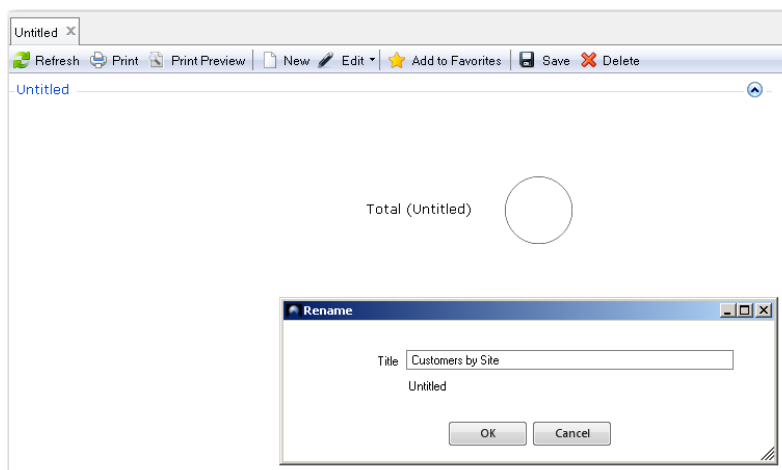 Untitled
Refresh Print Print Preview New Edit Add to Favorites Save Delete
Untitled
Total (Untitled)
Rename
Title Customers by Site
Untitled
OK Cancel